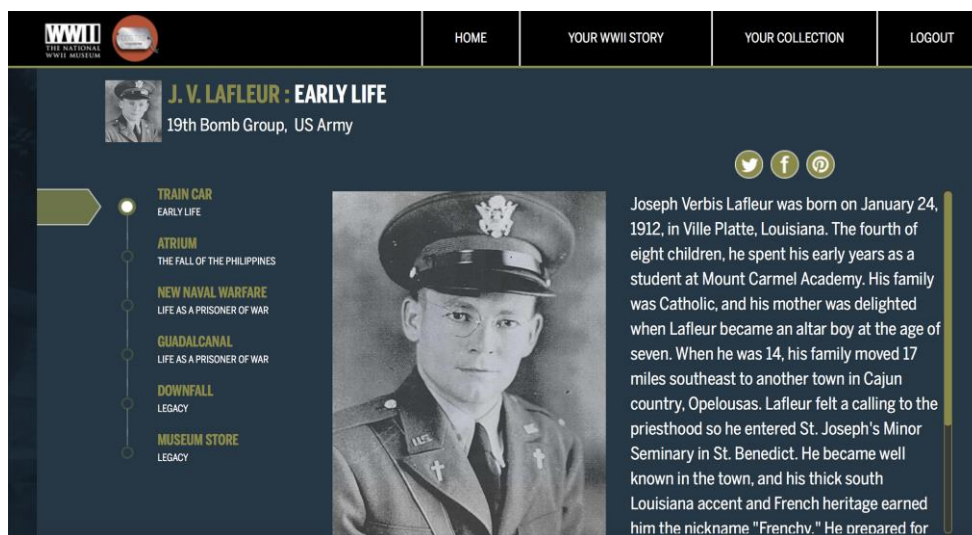 WWII
THE NATIONAL
WWII MUSEUM
HOME
YOUR WWII STORY
YOUR COLLECTION
LOGOUT
J. V. LAFLEUR : EARLY LIFE
19th Bomb Group, US Army
TRAIN CAR
EARLY LIFE
ATRIUM
THE FALL OF THE PHILIPPINES
NEW NAVAL WARFARE
LIFE AS A PRISONER OF WAR
GUADALCANAL
LIFE AS A PRISONER OF WAR
DOWNFALL
LEGACY
MUSEUM STORE
LEGACY
U.S.
Joseph Verbis Lafleur was born on January 24,
1912, in Ville Platte, Louisiana. The fourth of
eight children, he spent his early years as a
student at Mount Carmel Academy. His family
was Catholic, and his mother was delighted
when Lafleur became an altar boy at the age of
seven. When he was 14, his family moved 17
miles southeast to another town in Cajun
country, Opelousas. Lafleur felt a calling to the
priesthood so he entered St. Joseph's Minor
Seminary in St. Benedict. He became well
known in the town, and his thick south
Louisiana accent and French heritage earned
him the nickname "Frenchy." He prepared for